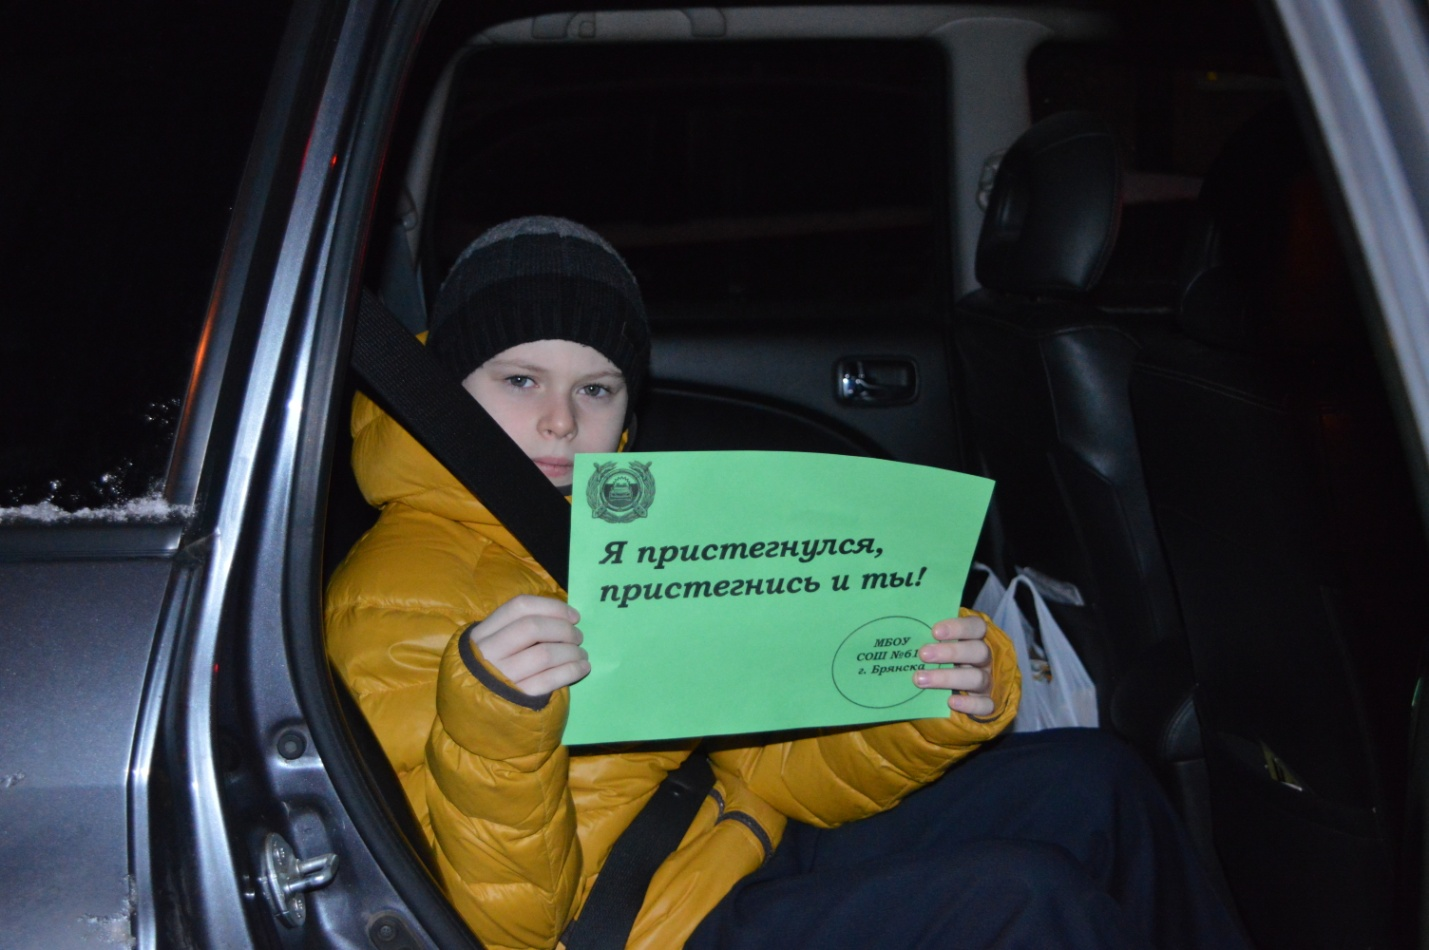 Я пристегнулся,
пристегнись и ты!
МБОУ
СОШ №61
г. Брянска